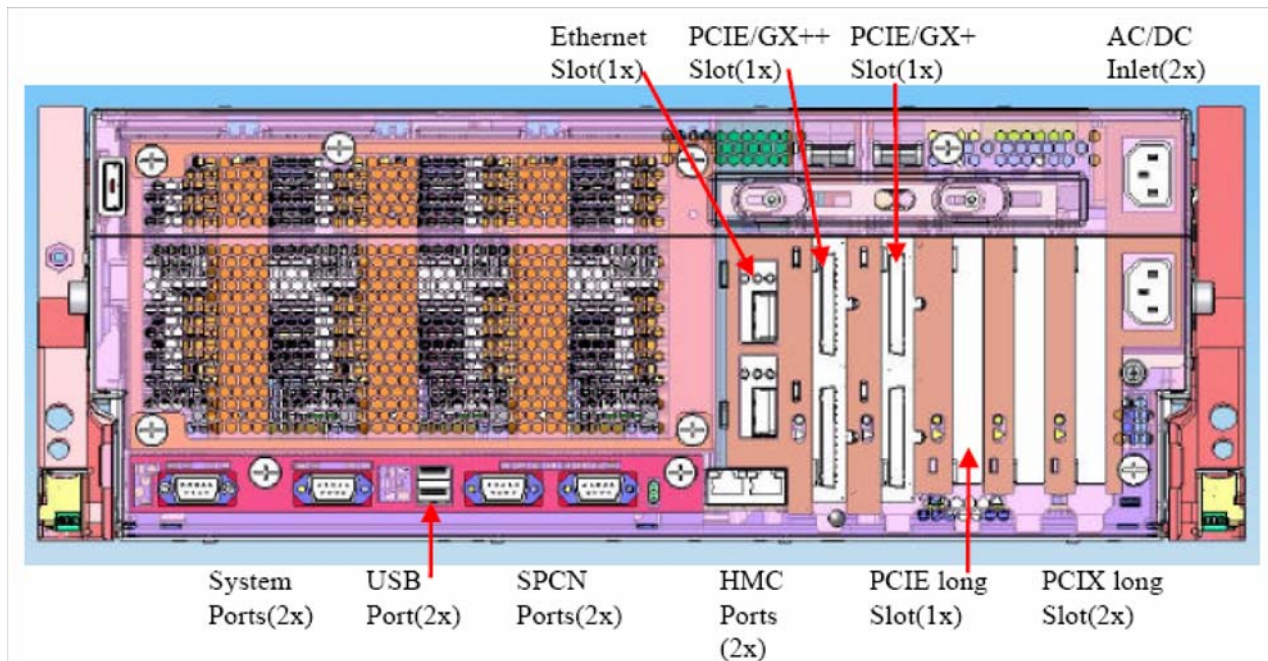 Ethernet
Slot(1x)
PCIE/GX++
Slot(1x)
PCIE/GX+
Slot(1x)
AC/DC
Inlet(2x)
System
Ports(2x)
USB
Port(2x)
SPCN
Ports(2x)
HMC
Ports
(2x)
PCIE long
Slot(1x)
PCIX long
Slot(2x)